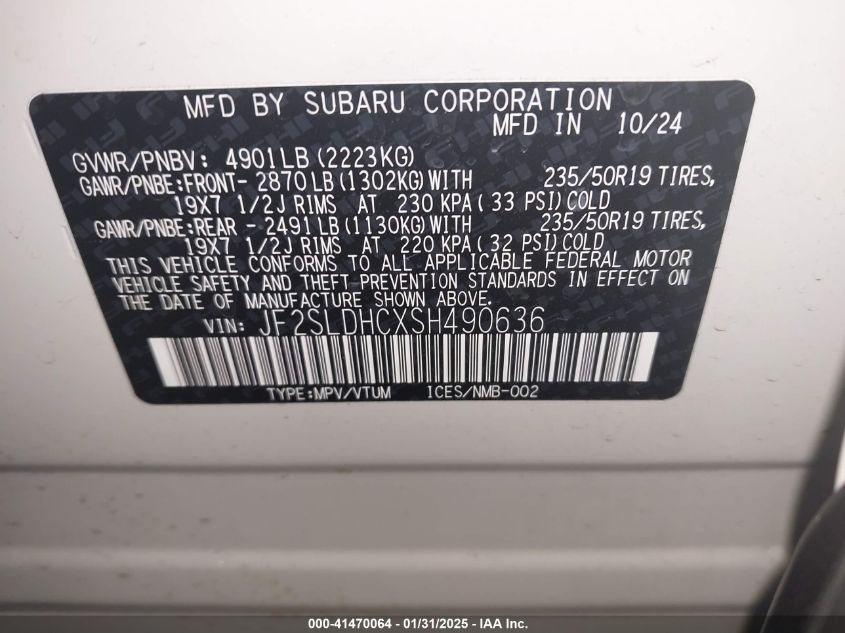 MFD BY SUBARU CORPORATION
MFD IN 10/24
GVWR/PNBV: 4901LB (2223KG)
GAWR/PNBE:FRONT- 2870 LB (1302KG) WITH 235/50R19 TIRES,
19X7 1/2J RIMS AT 230 KPA ( 33 PSI) COLD
GAWR/PNBE:REAR - 2491 LB (1130KG) WITH 235/50R19 TIRES,
19X7 1/2J RIMS AT 220 KPA ( 32 PSI) COLD
THIS VEHICLE CONFORMS TO ALL APPLICABLE FEDERAL MOTOR
VEHICLE SAFETY AND THEFT PREVENTION STANDARDS IN EFFECT ON
THE DATE OF MANUFACTURE SHOWN ABOVE.
VIN: JF2SLDHCXSH490636
TYPE:MPV/VTUM ICES/NMB-002
000-41470064 / 01/31/2025 - IAA Inc.